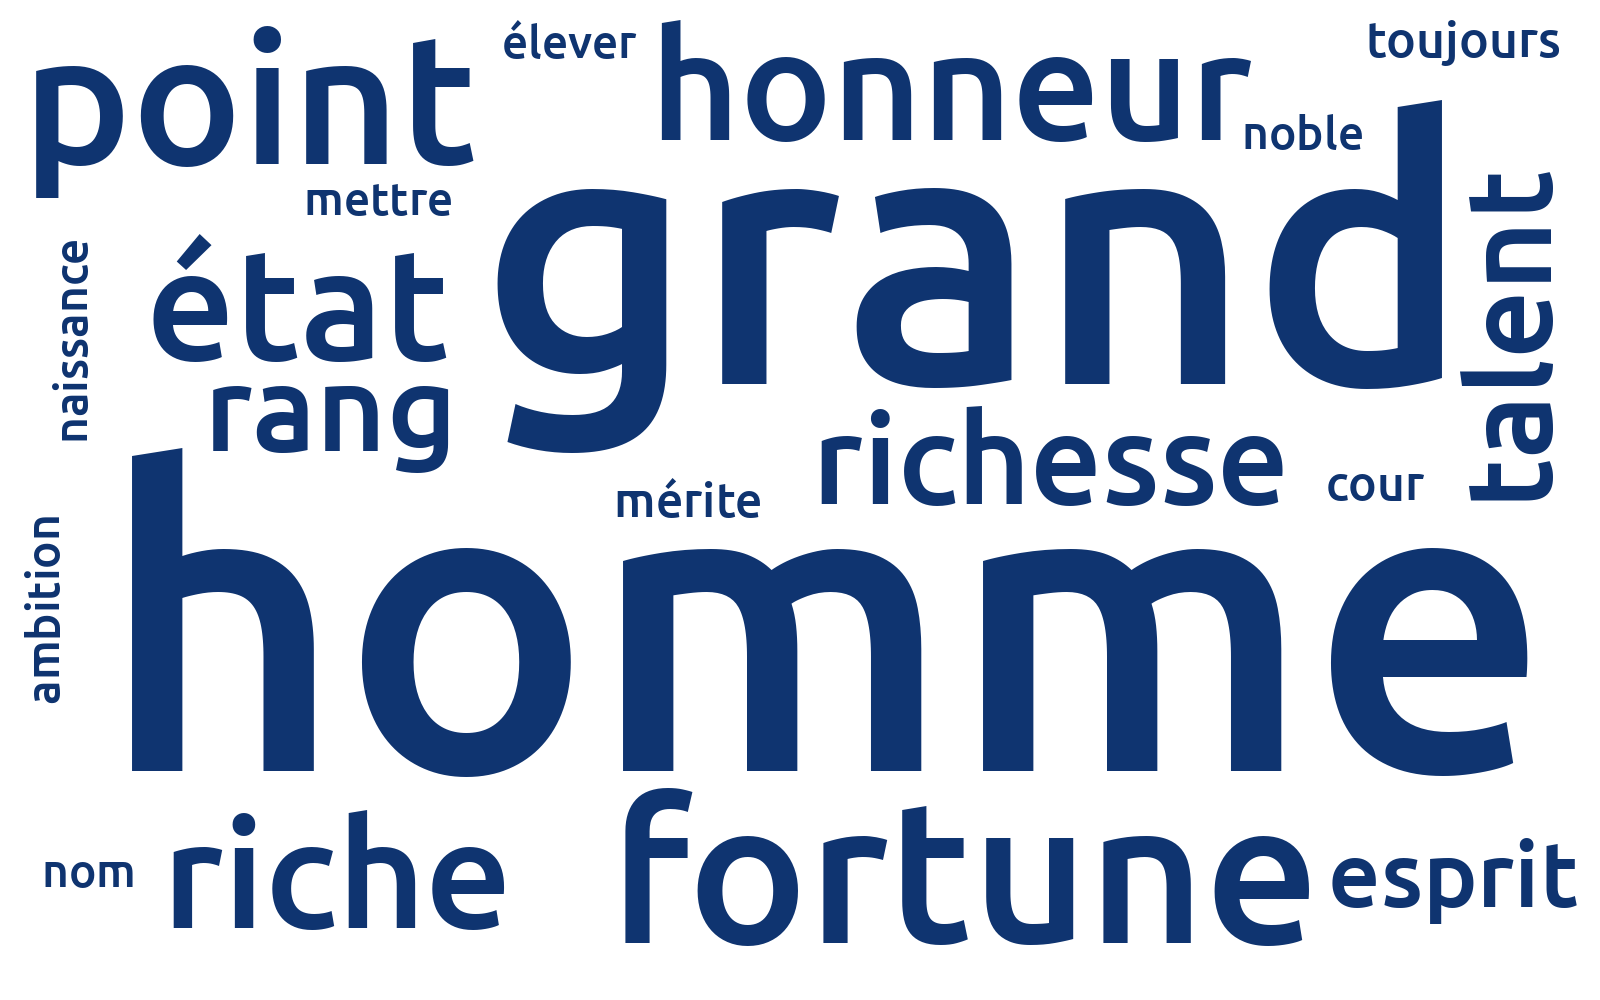 point
élever
honneur
toujours
noble
mettre
grand
talent
naissance
état
rang
richesse
mérite
cour
homme
ambition
nom
riche
fortune
esprit